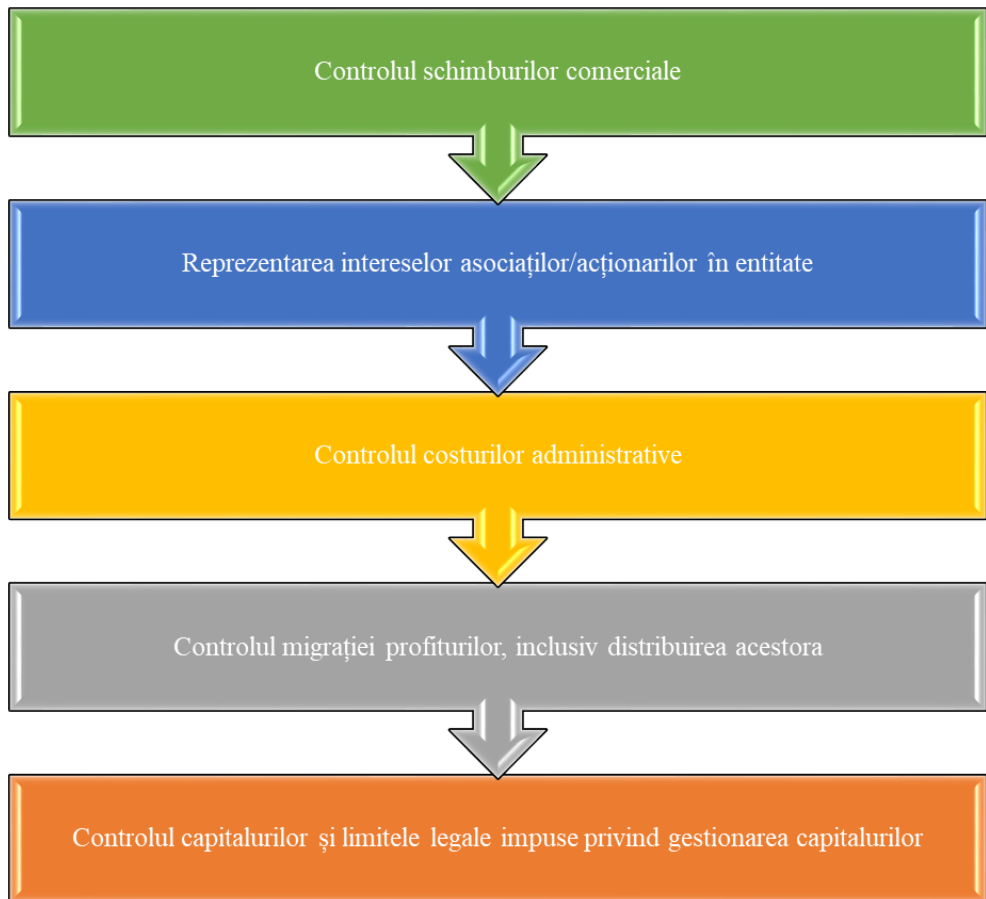 Controlul schimburilor comerciale
Reprezentarea intereselor asociaților/acționarilor în entitate
Controlul costurilor administrative
Controlul migrației profiturilor, inclusiv distribuirea acestora
Controlul capitalurilor și limitele legale impuse privind gestionarea capitalurilor